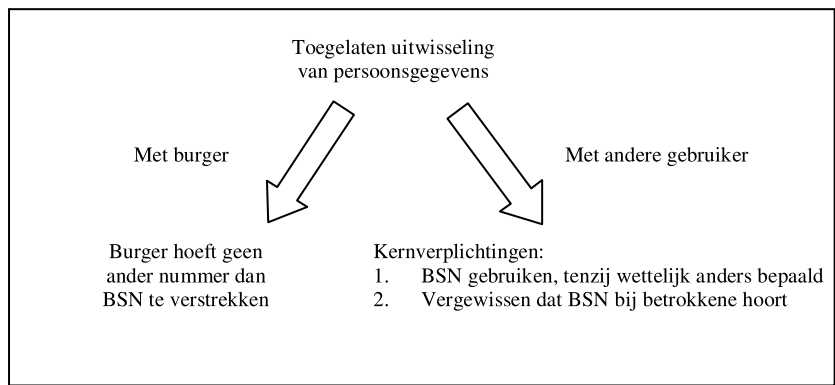 Toegelaten uitwisseling
van persoonsgegevens
Met burger
Met andere gebruiker
Burger hoeft geen
ander nummer dan
BSN te verstrekken
Kernverplichtingen:
1. BSN gebruiken, tenzij wettelijk anders bepaald
2. Vergewissen dat BSN bij betrokkene hoort